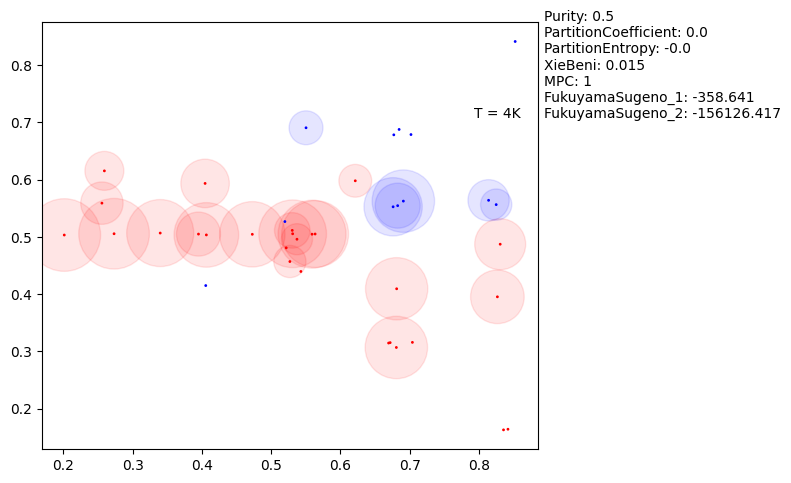 Purity: 0.5
PartitionCoefficient: 0.0
PartitionEntropy: -0.0
XieBeni: 0.015
MPC: 1
FukuyamaSugeno_1: -358.641
FukuyamaSugeno_2: -156126.417
T = 4K
0.8
0.7
0.6
0.5
0.4
0.3
0.2
0.2 0.3 0.4 0.5 0.6 0.7 0.8